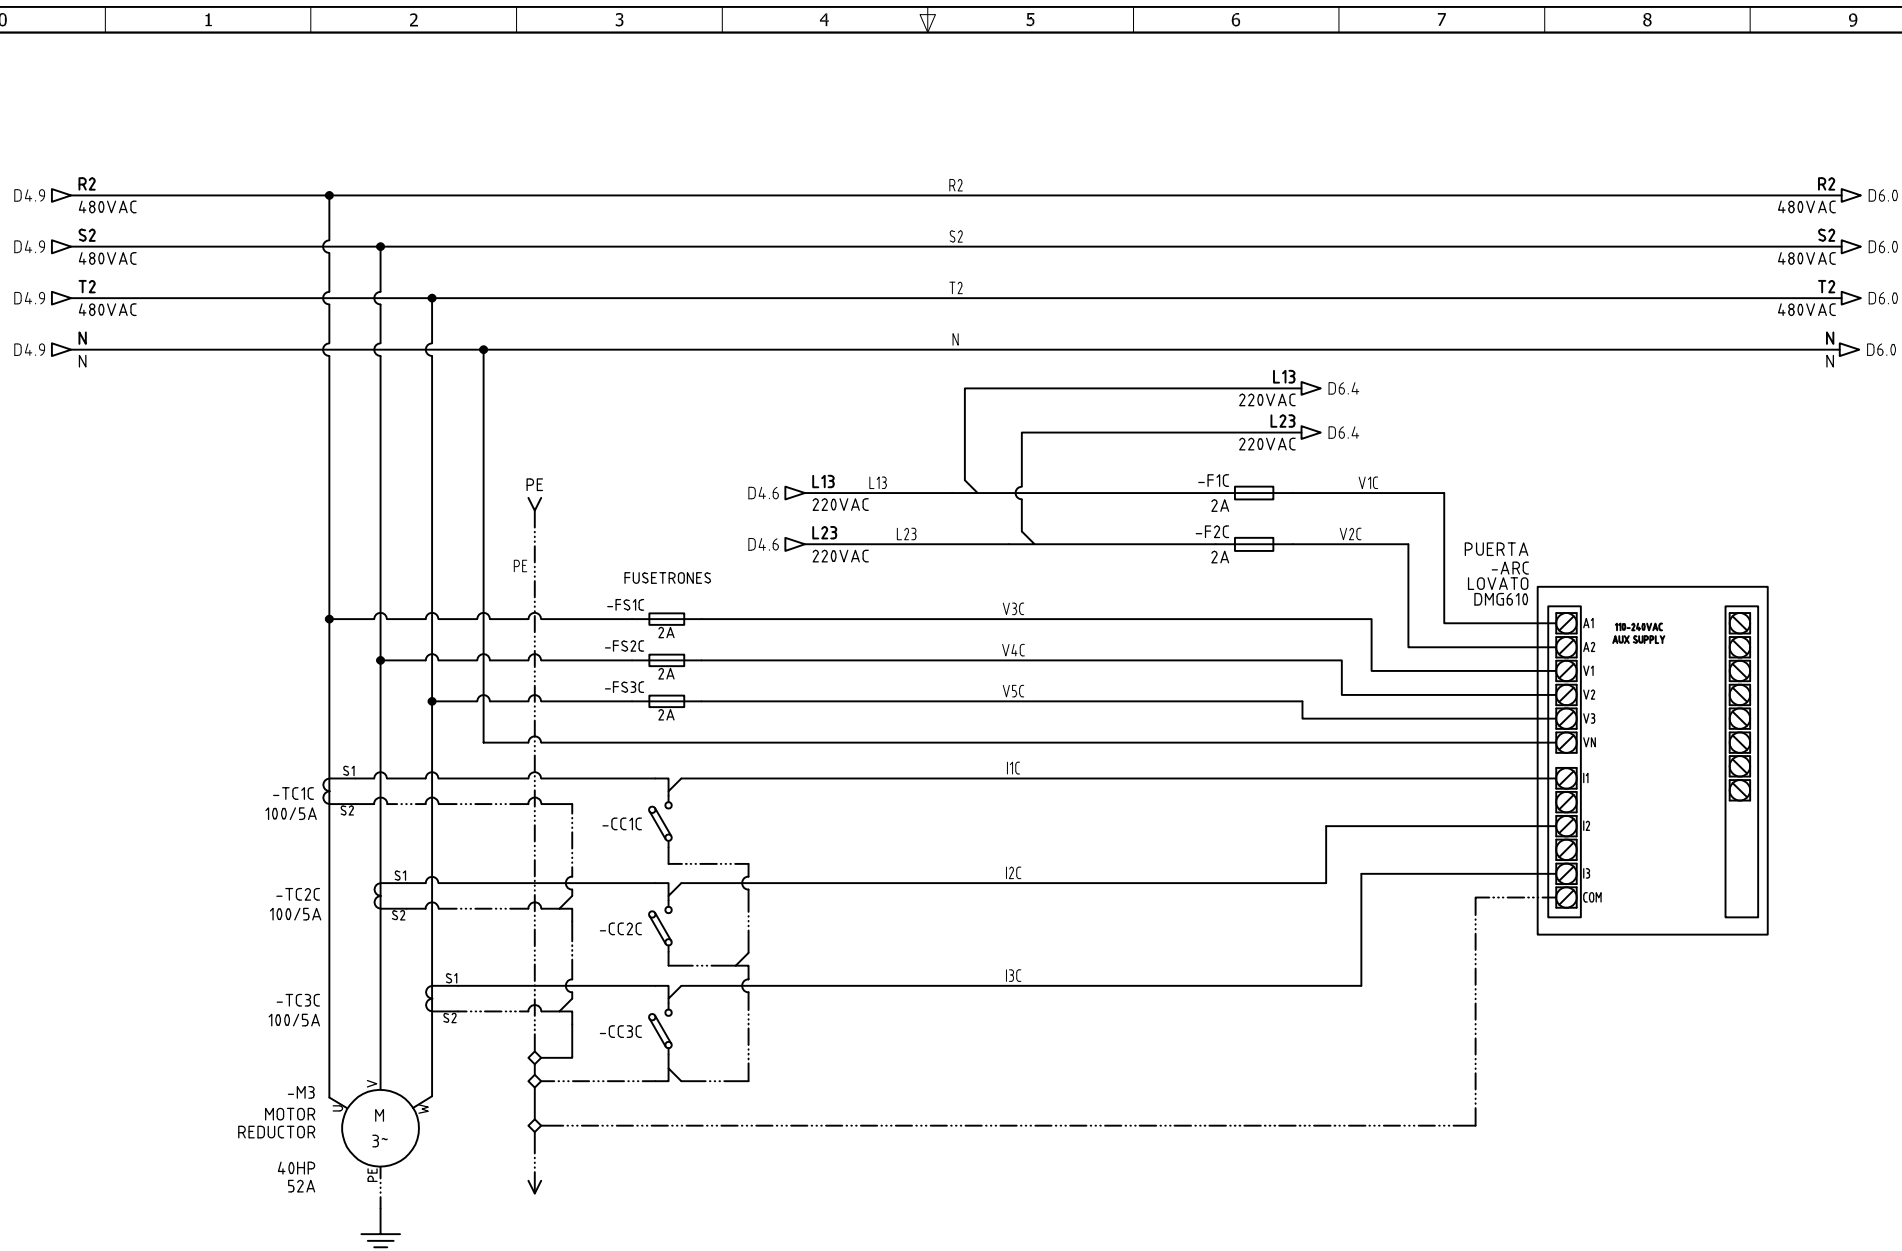 0 1 2 3 4 5 6 7 8 9
D4.9 R2 R2 R2 D6.0
480VAC 480VAC
D4.9 S2 S2 S2 D6.0
480VAC 480VAC
D4.9 T2 T2 T2 D6.0
480VAC 480VAC
D4.9 N N N D6.0
N N
L13 D6.4
220VAC
L23 D6.4
220VAC
PE
D4.6 L13 L13 -F1C V1C
220VAC 2A
D4.6 L23 L23 -F2C V2C
220VAC 2A
PE
PUERTA
-ARC
LOVATO
DMG610
FUSETRONES
-FS1C V3C
2A
-FS2C V4C
2A
-FS3C V5C
2A
110-240VAC
AUX SUPPLY
A1
A2
V1
V2
V3
VN
I1
I2
I3
COM
S1 I1C
-TC1C
100/5A S2
-CC1C
S1 I2C
-TC2C
100/5A S2
-CC2C
S1 I3C
-TC3C
100/5A S2
-CC3C
-M3
MOTOR
REDUCTOR
40HP
52A
U V W
M
3~
PE